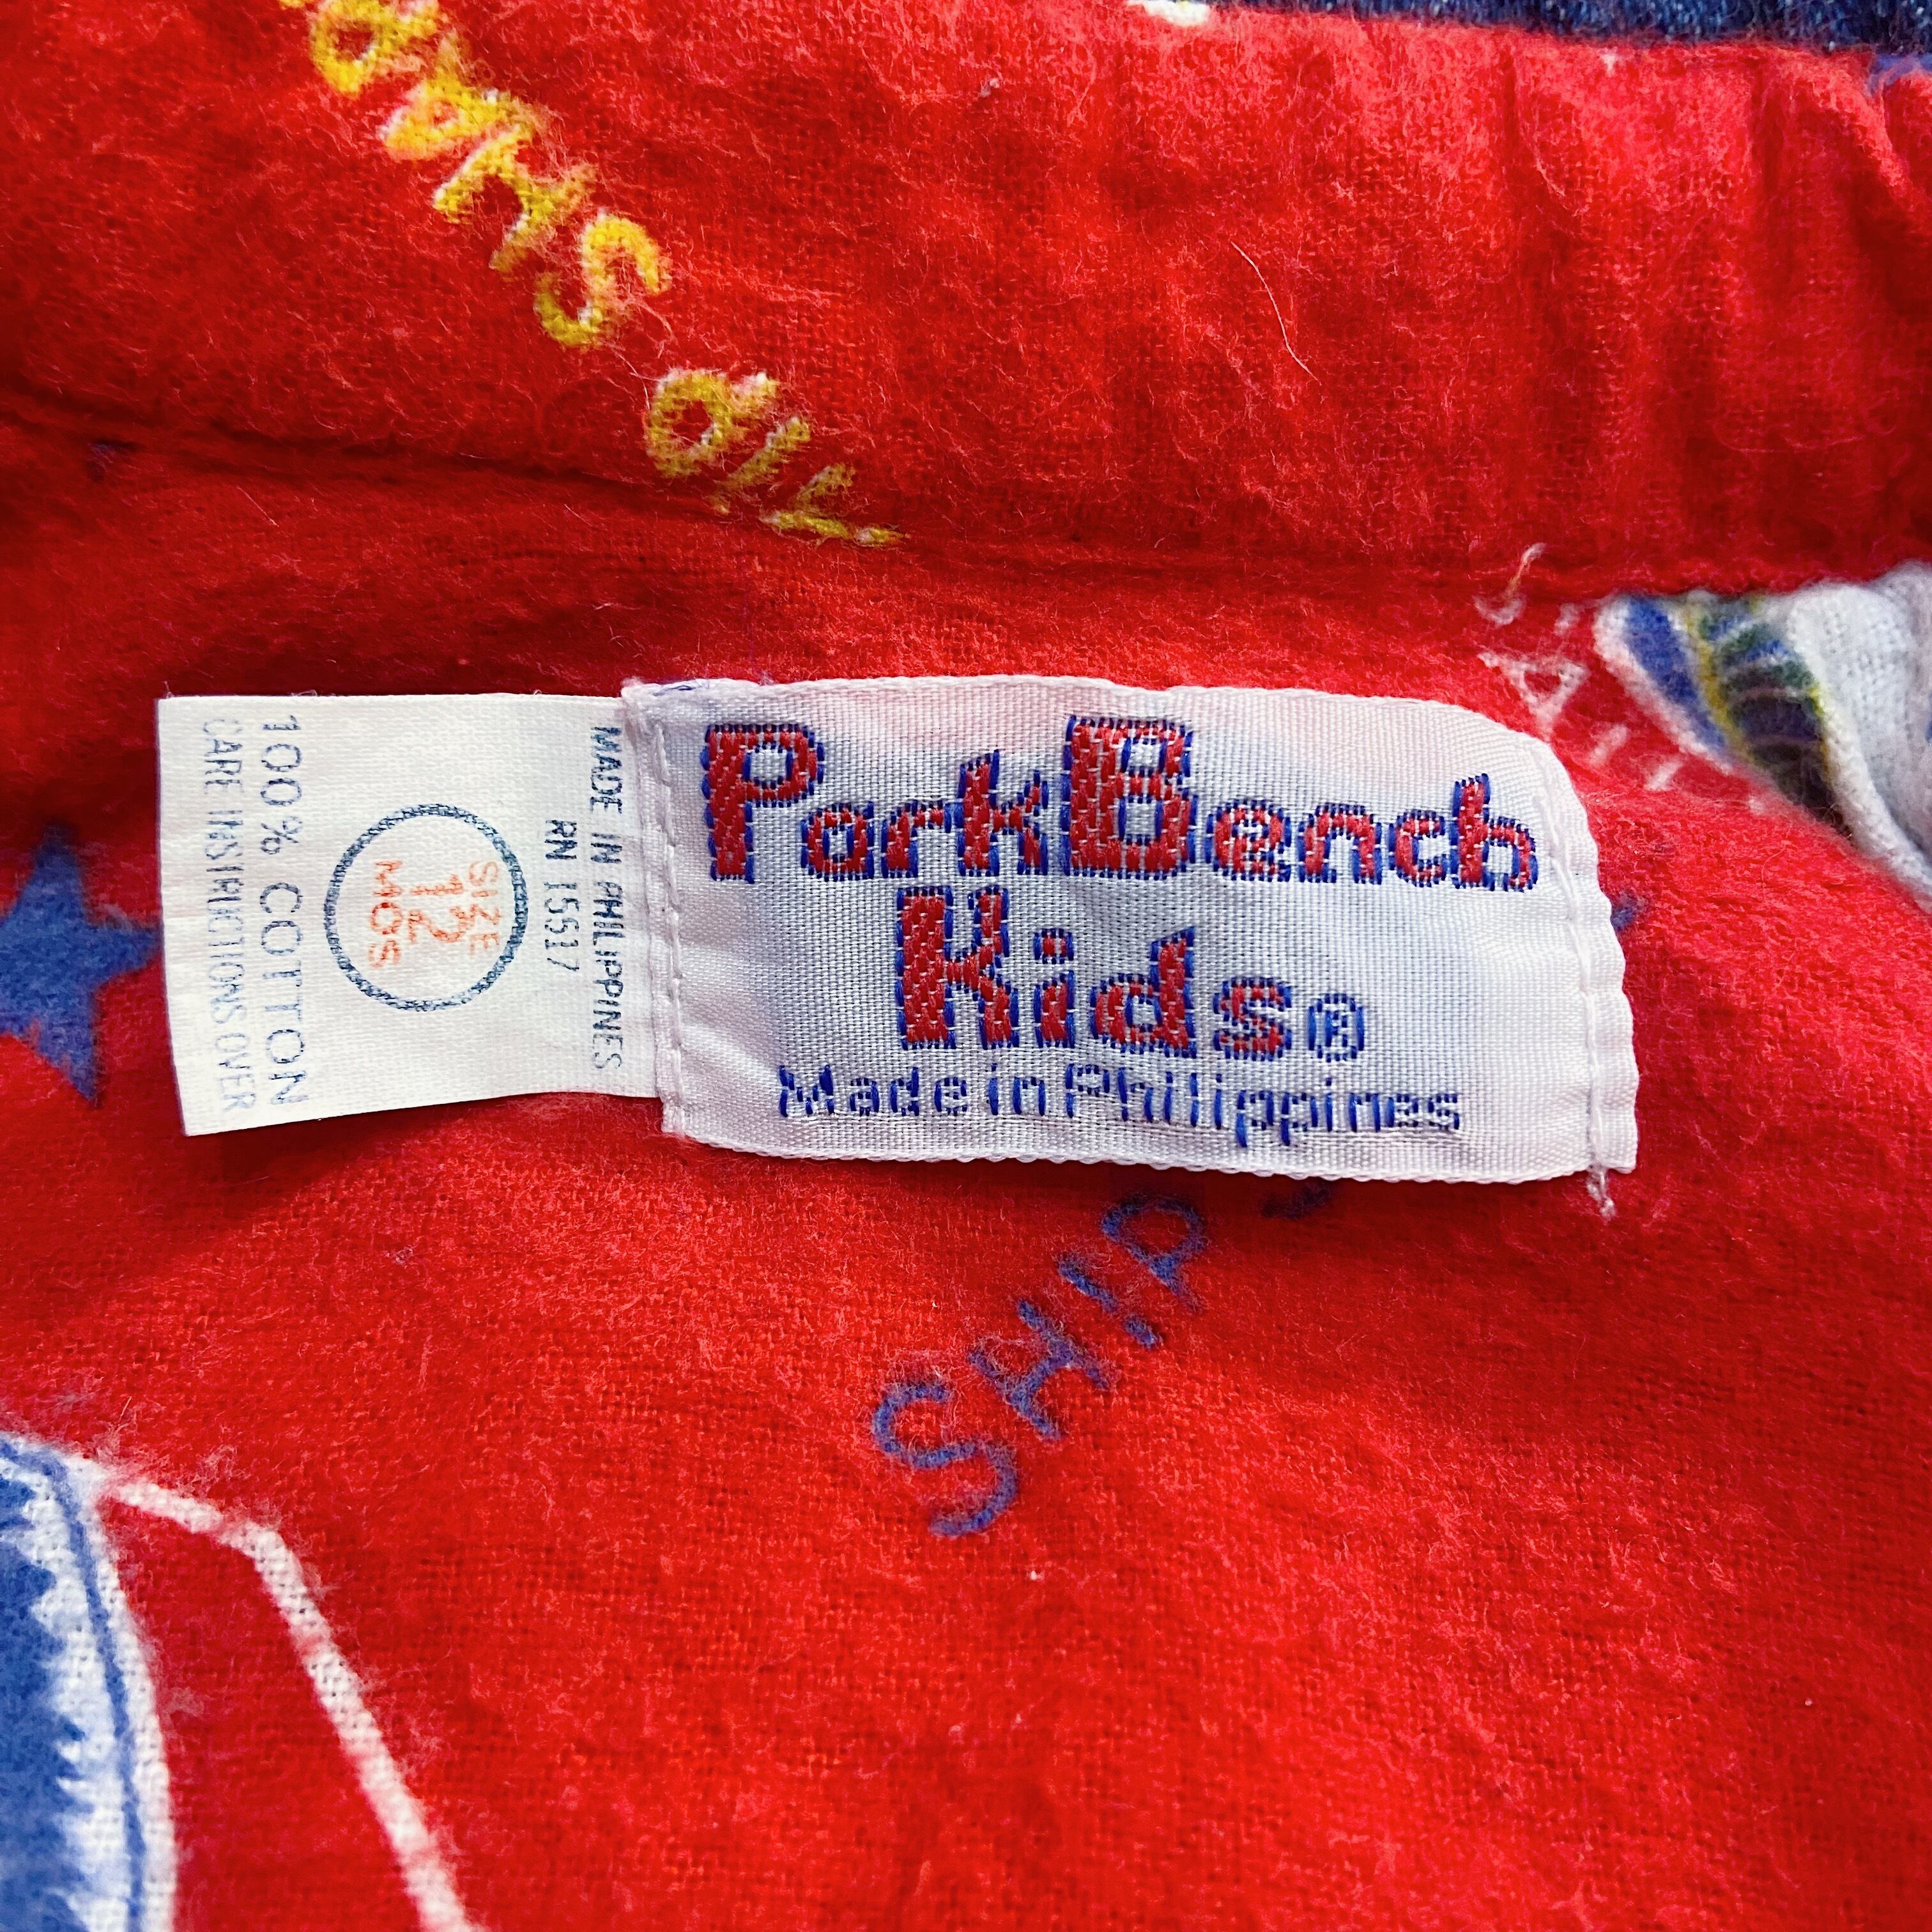 SHARP
ParkBench
Kids®
Made in Philippines
MADE IN PHILIPPINES
RN 15517
SIZE
12
MOS
100% COTTON
CARE INSTRUCTIONS OVER
SHIP